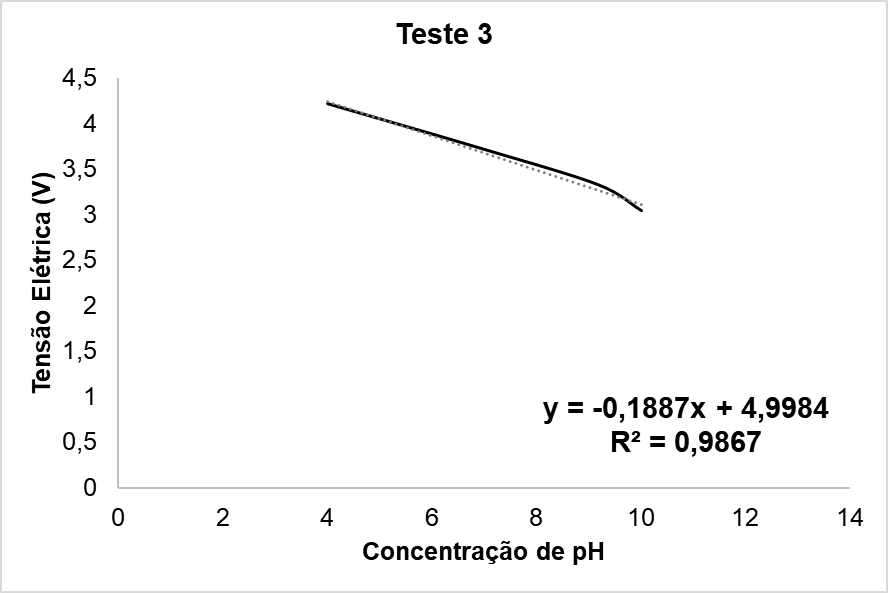 Teste 3
4,5
4
3,5
3
2,5
2
1,5
1
0,5
0
Tensão Elétrica (V)
y = -0,1887x + 4,9984
R² = 0,9867
0 2 4 6 8 10 12 14
Concentração de pH